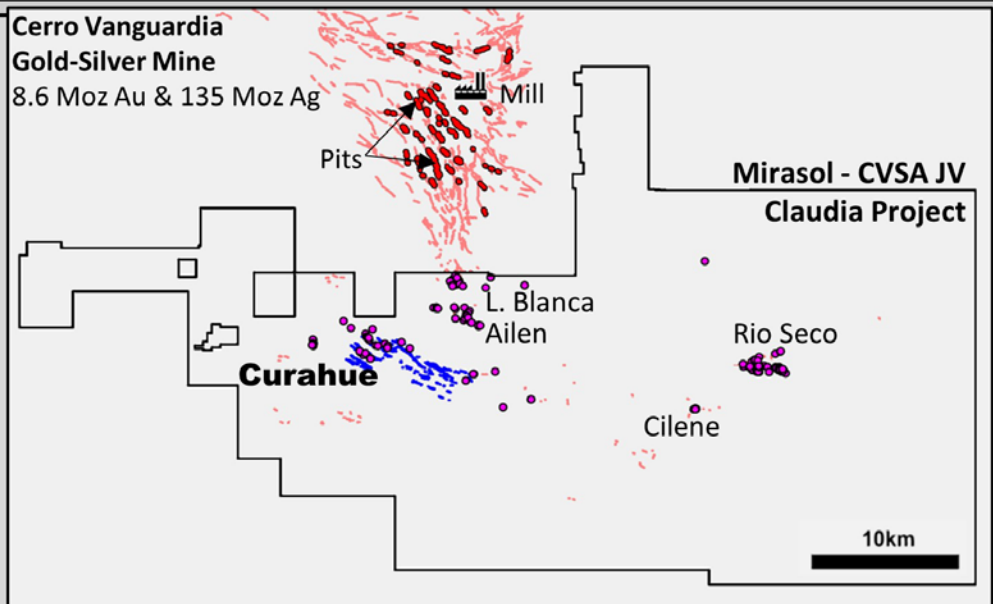 Cerro Vanguardia
Gold-Silver Mine
8.6 Moz Au & 135 Moz Ag
Mill
Pits
Mirasol - CVSA JV
Claudia Project
L. Blanca
Ailen
Rio Seco
Curahue
Cilene
10km